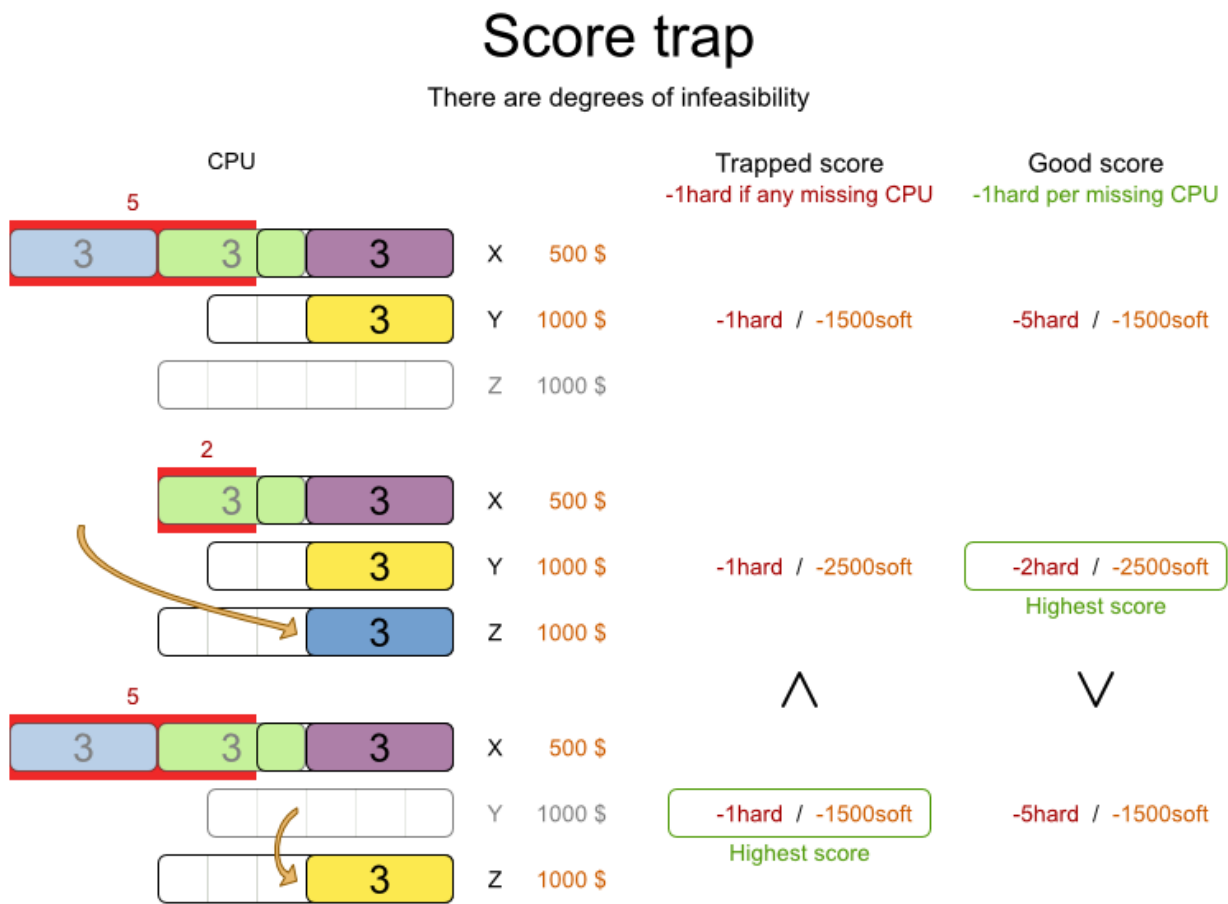 Score trap
There are degrees of infeasibility
CPU Trapped score Good score
-1hard if any missing CPU -1hard per missing CPU
5
3 3 3 X 500 $
3 Y 1000 $ -1hard / -1500soft -5hard / -1500soft
Z 1000 $
2
3 3 X 500 $
3 Y 1000 $ -1hard / -2500soft -2hard / -2500soft
Highest score
3 Z 1000 $
5
3 3 3 X 500 $
Y 1000 $ -1hard / -1500soft -5hard / -1500soft
Highest score
3 Z 1000 $